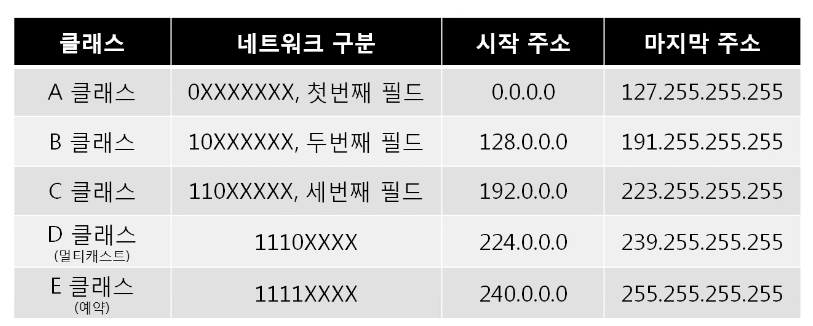 클래스 네트워크 구분 시작 주소 마지막 주소
A 클래스 0XXXXXXX, 첫번째 필드 0.0.0.0 127.255.255.255
B 클래스 10XXXXXX, 두번째 필드 128.0.0.0 191.255.255.255
C 클래스 110XXXXX, 세번째 필드 192.0.0.0 223.255.255.255
D 클래스
(멀티캐스트) 1110XXXX 224.0.0.0 239.255.255.255
E 클래스
(예약) 1111XXXX 240.0.0.0 255.255.255.255